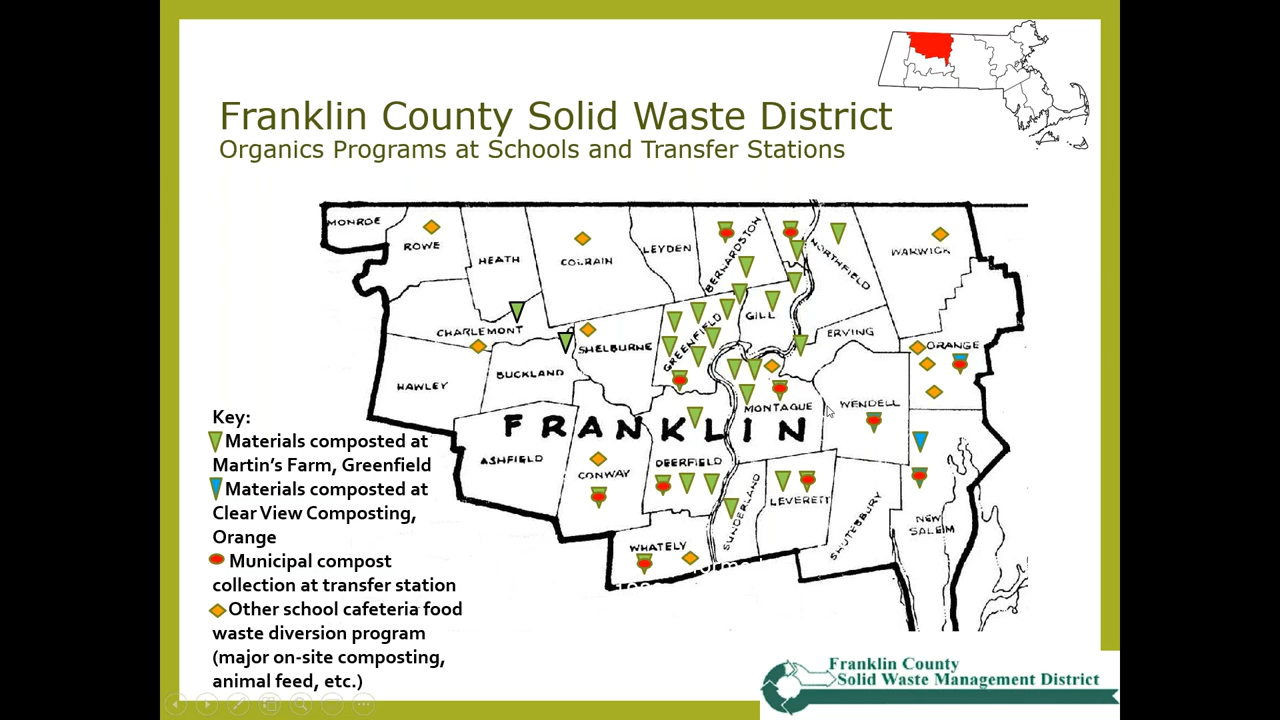 Franklin County Solid Waste District
Organics Programs at Schools and Transfer Stations
MONROE
ROWE
HEATH
COLRAIN
LEYDEN
BERNARDSTON
NORTHFIELD
WARWICK
CHARLEMONT
SHELBURNE
GREENFIELD
GILL
ERVING
ORANGE
HAWLEY
BUCKLAND
MONTAGUE
WENDELL
FRANKLIN
ASHFIELD
CONWAY
DEERFIELD
SUNDERLAND
LEVERETT
SHUTESBURY
NEW
SALEM
WHATELY
Key:
Materials composted at
Martin's Farm, Greenfield
Materials composted at
Clear View Composting,
Orange
Municipal compost
collection at transfer station
Other school cafeteria food
waste diversion program
(major on-site composting,
animal feed, etc.)
Franklin County
Solid Waste Management District